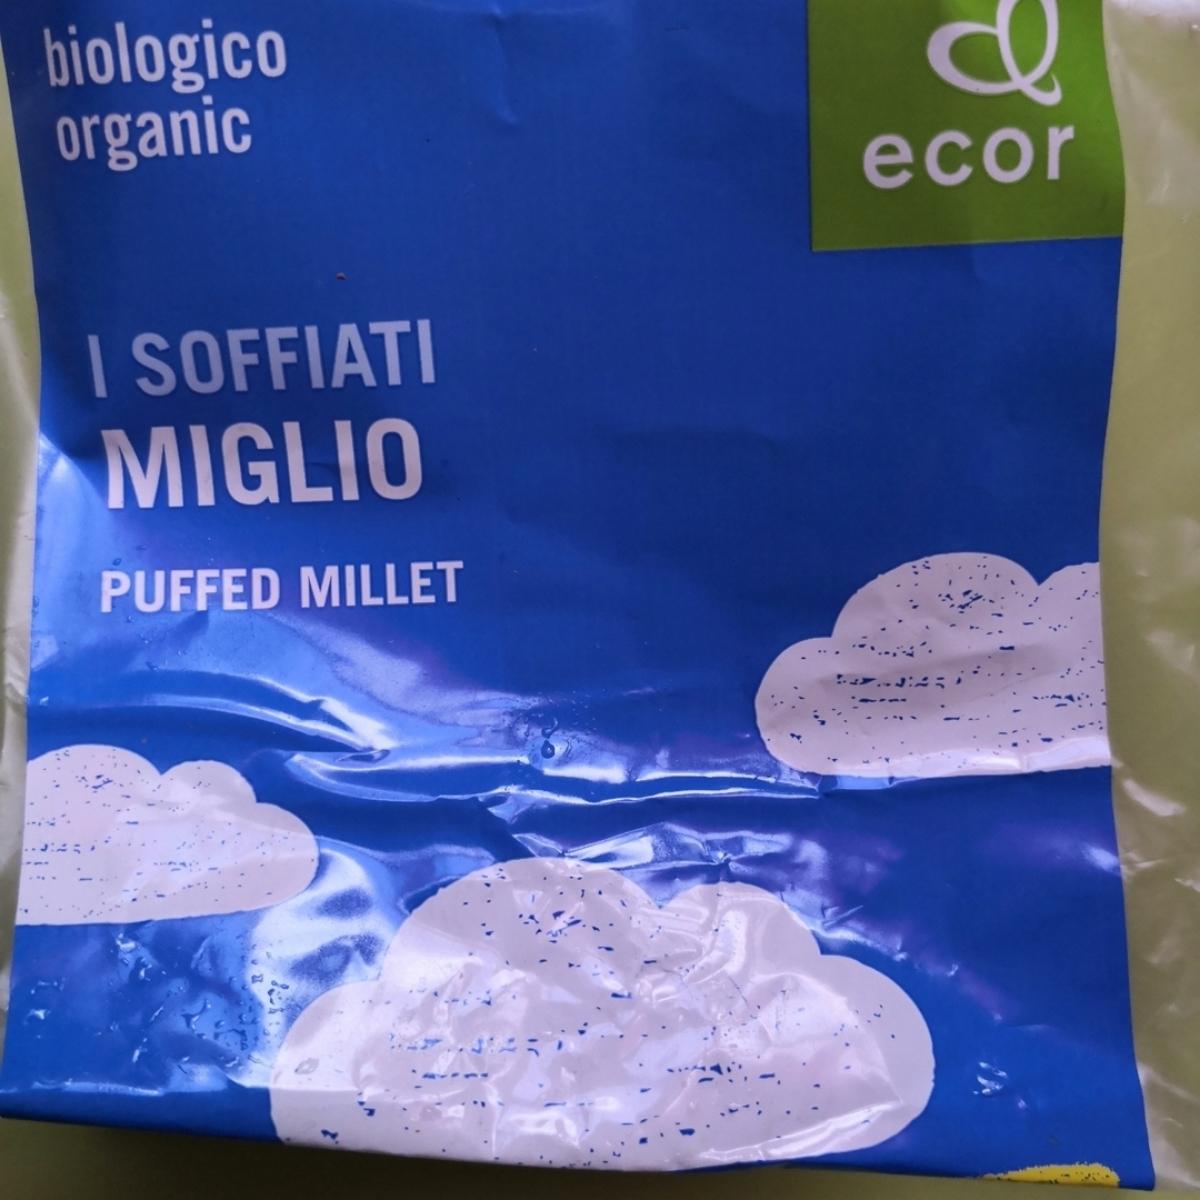 biologico
organic
ecor
I SOFFIATI
MIGLIO
PUFFED MILLET